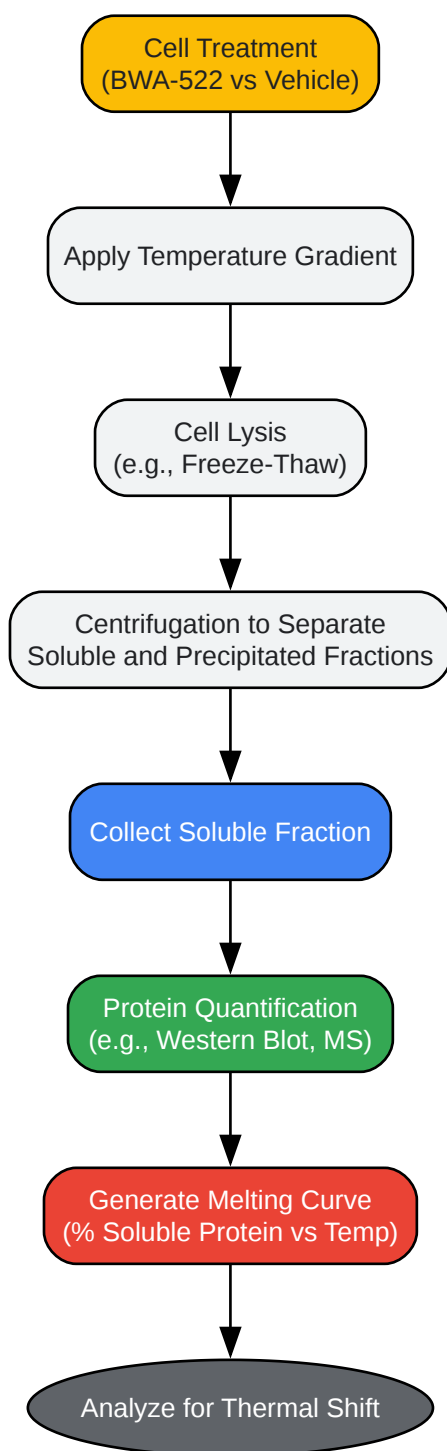 Cell Treatment
(BWA-522 vs Vehicle)
Apply Temperature Gradient
Cell Lysis
(e.g., Freeze-Thaw)
Centrifugation to Separate
Soluble and Precipitated Fractions
Collect Soluble Fraction
Protein Quantification
(e.g., Western Blot, MS)
Generate Melting Curve
(% Soluble Protein vs Temp)
Analyze for Thermal Shift